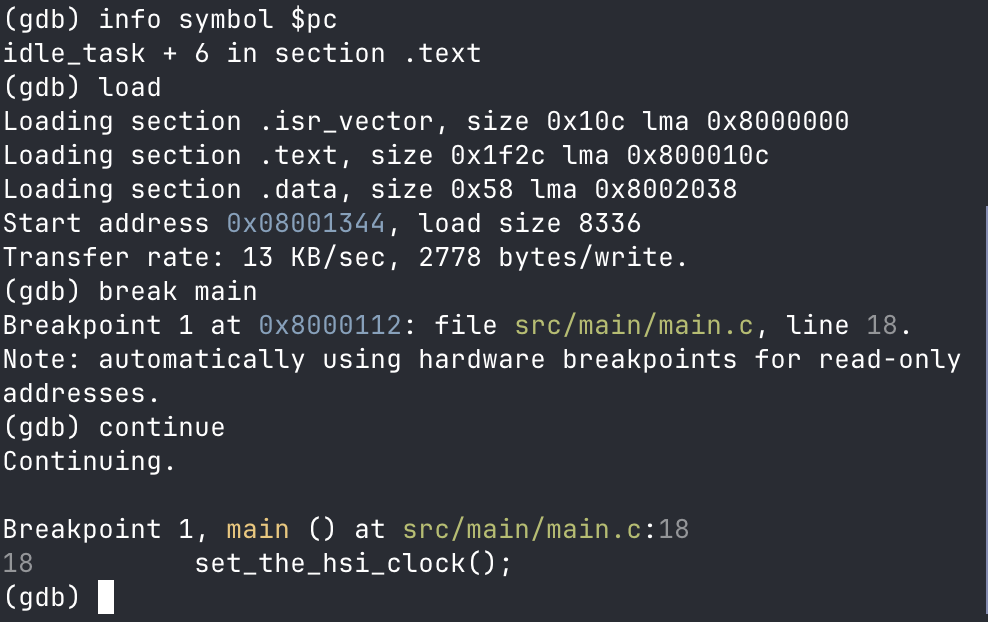 (gdb) info symbol $pc
idle_task + 6 in section .text
(gdb) load
Loading section .isr_vector, size 0x10c lma 0x8000000
Loading section .text, size 0x1f2c lma 0x800010c
Loading section .data, size 0x58 lma 0x8002038
Start address 0x08001344, load size 8336
Transfer rate: 13 KB/sec, 2778 bytes/write.
(gdb) break main
Breakpoint 1 at 0x8000112: file src/main/main.c, line 18.
Note: automatically using hardware breakpoints for read-only
addresses.
(gdb) continue
Continuing.

Breakpoint 1, main () at src/main/main.c:18
18          set_the_hsi_clock();
(gdb)